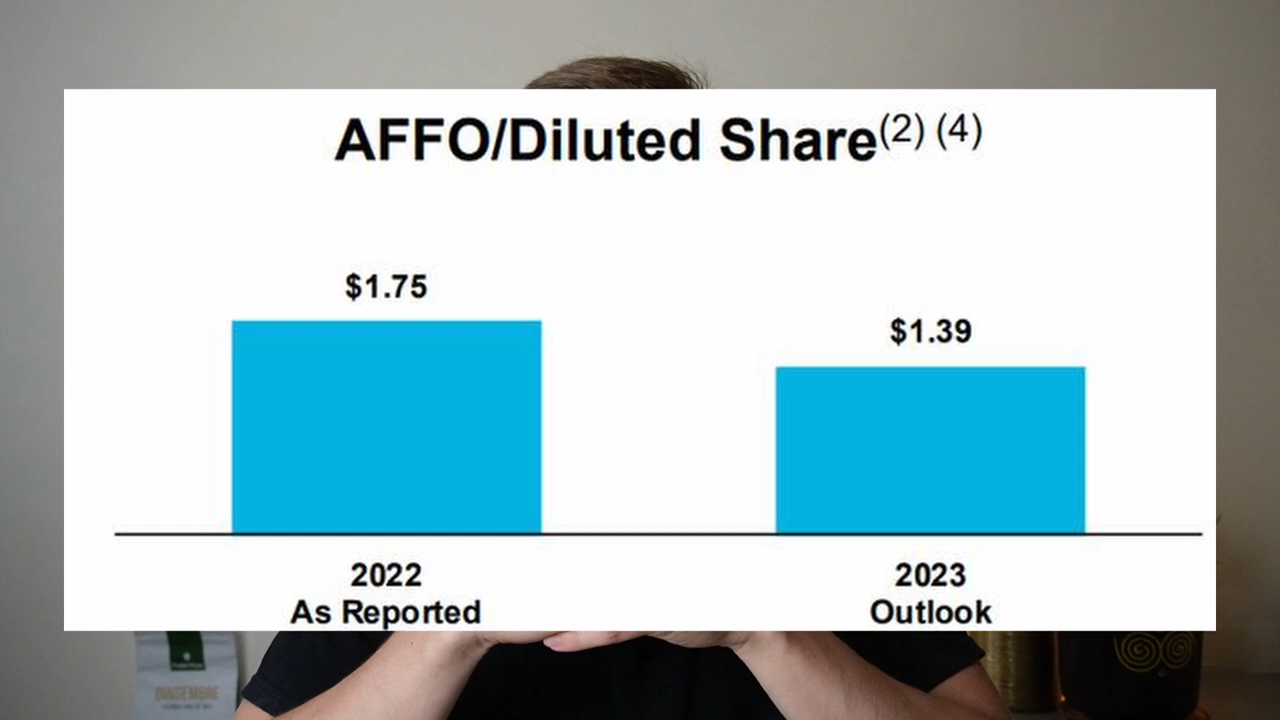 AFFO/Diluted Share(2) (4)
$1.75
$1.39
2022
As Reported
2023
Outlook